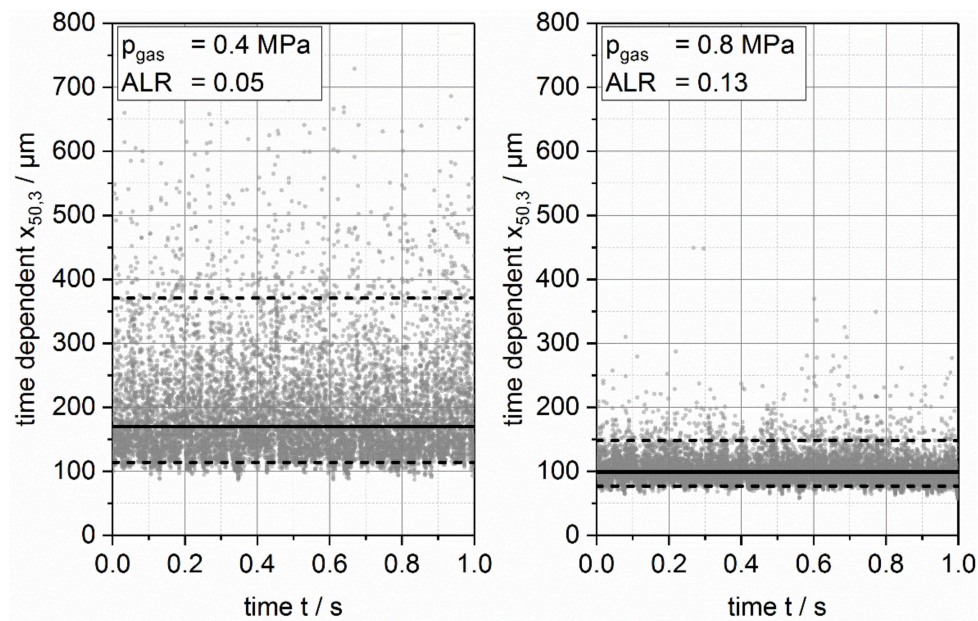 p_gas = 0.4 MPa
ALR = 0.05
800
700
600
500
400
300
200
100
0
time dependent x_50,3 / µm
0.0 0.2 0.4 0.6 0.8 1.0
time t / s
p_gas = 0.8 MPa
ALR = 0.13
800
700
600
500
400
300
200
100
0
time dependent x_50,3 / µm
0.0 0.2 0.4 0.6 0.8 1.0
time t / s